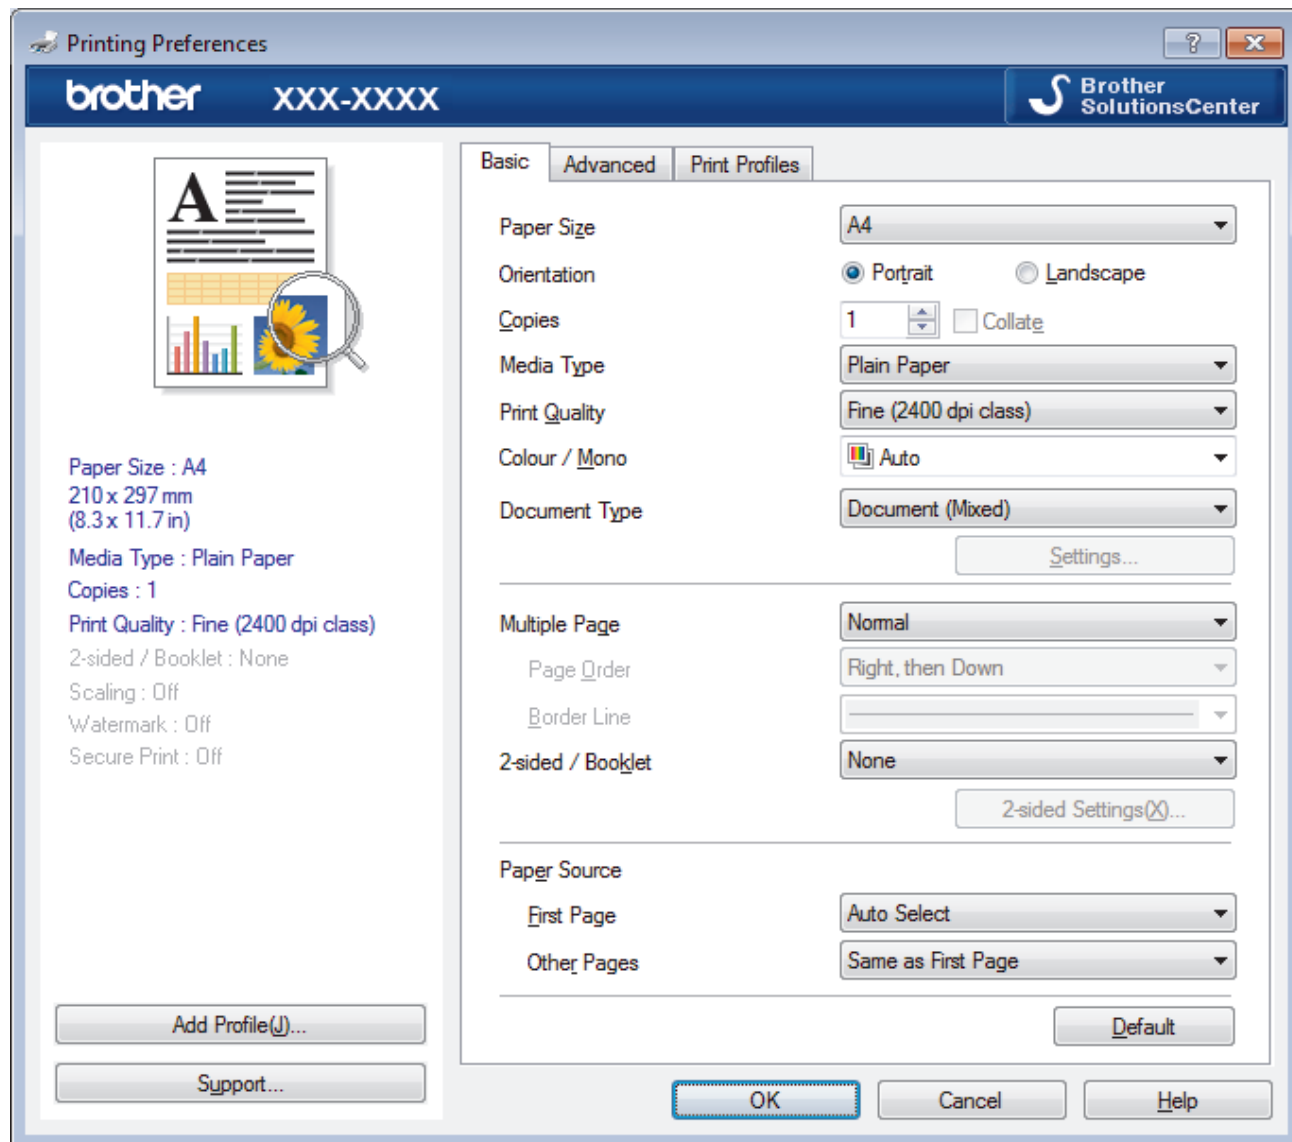 Printing Preferences
brother XXX-XXXX
Brother
SolutionsCenter
A
Paper Size : A4
210 x 297 mm
(8.3 x 11.7 in)
Media Type : Plain Paper
Copies : 1
Print Quality : Fine (2400 dpi class)
2-sided / Booklet : None
Scaling : Off
Watermark : Off
Secure Print : Off
Add Profile(J)...
Support...
Basic Advanced Print Profiles
Paper Size A4
Orientation Portrait Landscape
Copies 1 Collate
Media Type Plain Paper
Print Quality Fine (2400 dpi class)
Colour / Mono Auto
Document Type Document (Mixed)
Settings...
Multiple Page Normal
Page Order Right, then Down
Border Line
2-sided / Booklet None
2-sided Settings(X)...
Paper Source
First Page Auto Select
Other Pages Same as First Page
Default
OK Cancel Help